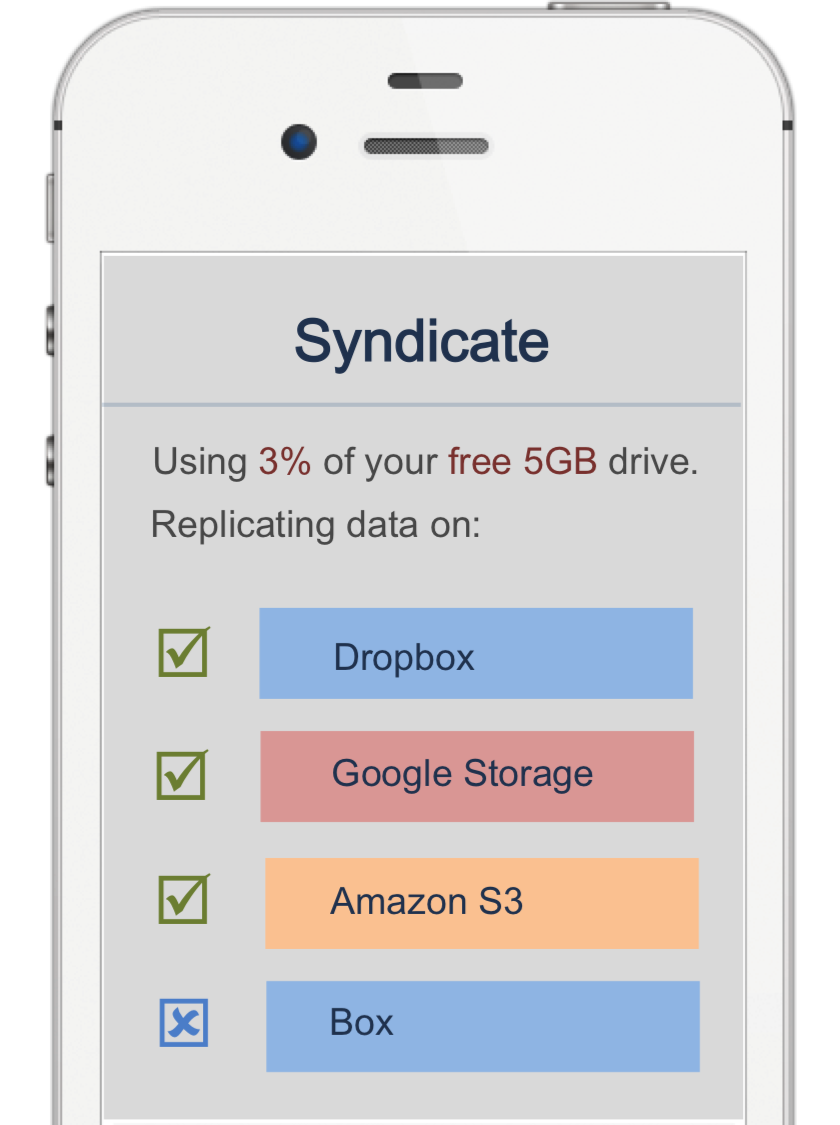 Syndicate
Using 3% of your free 5GB drive.
Replicating data on:
Dropbox
Google Storage
Amazon S3
Box